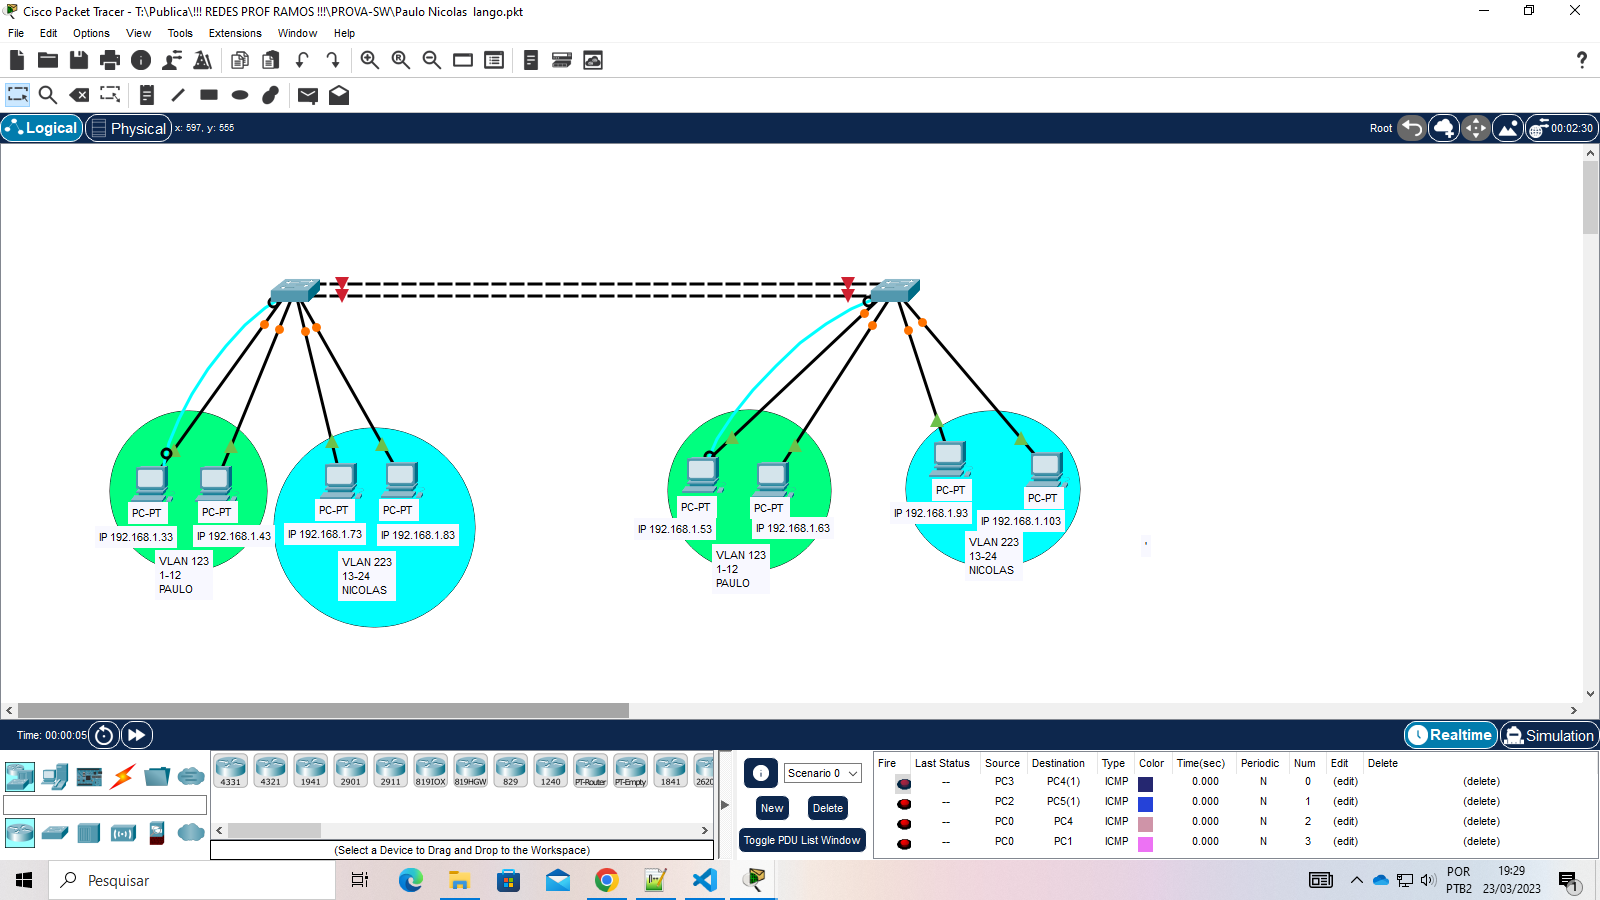 Cisco Packet Tracer - T:\Publica\!!! REDES PROF RAMOS !!!\PROVA-SW\Paulo Nicolas  lango.pkt
File Edit Options View Tools Extensions Window Help
?
Logical Physical x: 597, y: 555 Root 00:02:30
PC-PT PC-PT PC-PT PC-PT PC-PT PC-PT PC-PT PC-PT
IP 192.168.1.33 IP 192.168.1.43 IP 192.168.1.73 IP 192.168.1.83 IP 192.168.1.53 IP 192.168.1.63 IP 192.168.1.93 IP 192.168.1.103
VLAN 123
1-12
PAULO
VLAN 223
13-24
NICOLAS
VLAN 123
1-12
PAULO
VLAN 223
13-24
NICOLAS
Time: 00:00:05 Realtime Simulation
4331 4321 1941 2901 2911 819IOX 819HGW 829 1240 PT-Router PT-Empty 1841 2620
(Select a Device to Drag and Drop to the Workspace)
Scenario 0
New Delete
Toggle PDU List Window
Fire Last Status Source Destination Type Color Time(sec) Periodic Num Edit Delete
-- PC3 PC4(1) ICMP 0.000 N 0 (edit) (delete)
-- PC2 PC5(1) ICMP 0.000 N 1 (edit) (delete)
-- PC0 PC4 ICMP 0.000 N 2 (edit) (delete)
-- PC0 PC1 ICMP 0.000 N 3 (edit) (delete)
Pesquisar
POR
PTB2
19:29
23/03/2023
1